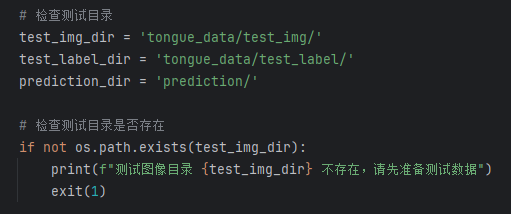 # 检查测试目录
test_img_dir = 'tongue_data/test_img/'
test_label_dir = 'tongue_data/test_label/'
prediction_dir = 'prediction/'
# 检查测试目录是否存在
if not os.path.exists(test_img_dir):
    print(f"测试图像目录 {test_img_dir} 不存在，请先准备测试数据")
    exit(1)